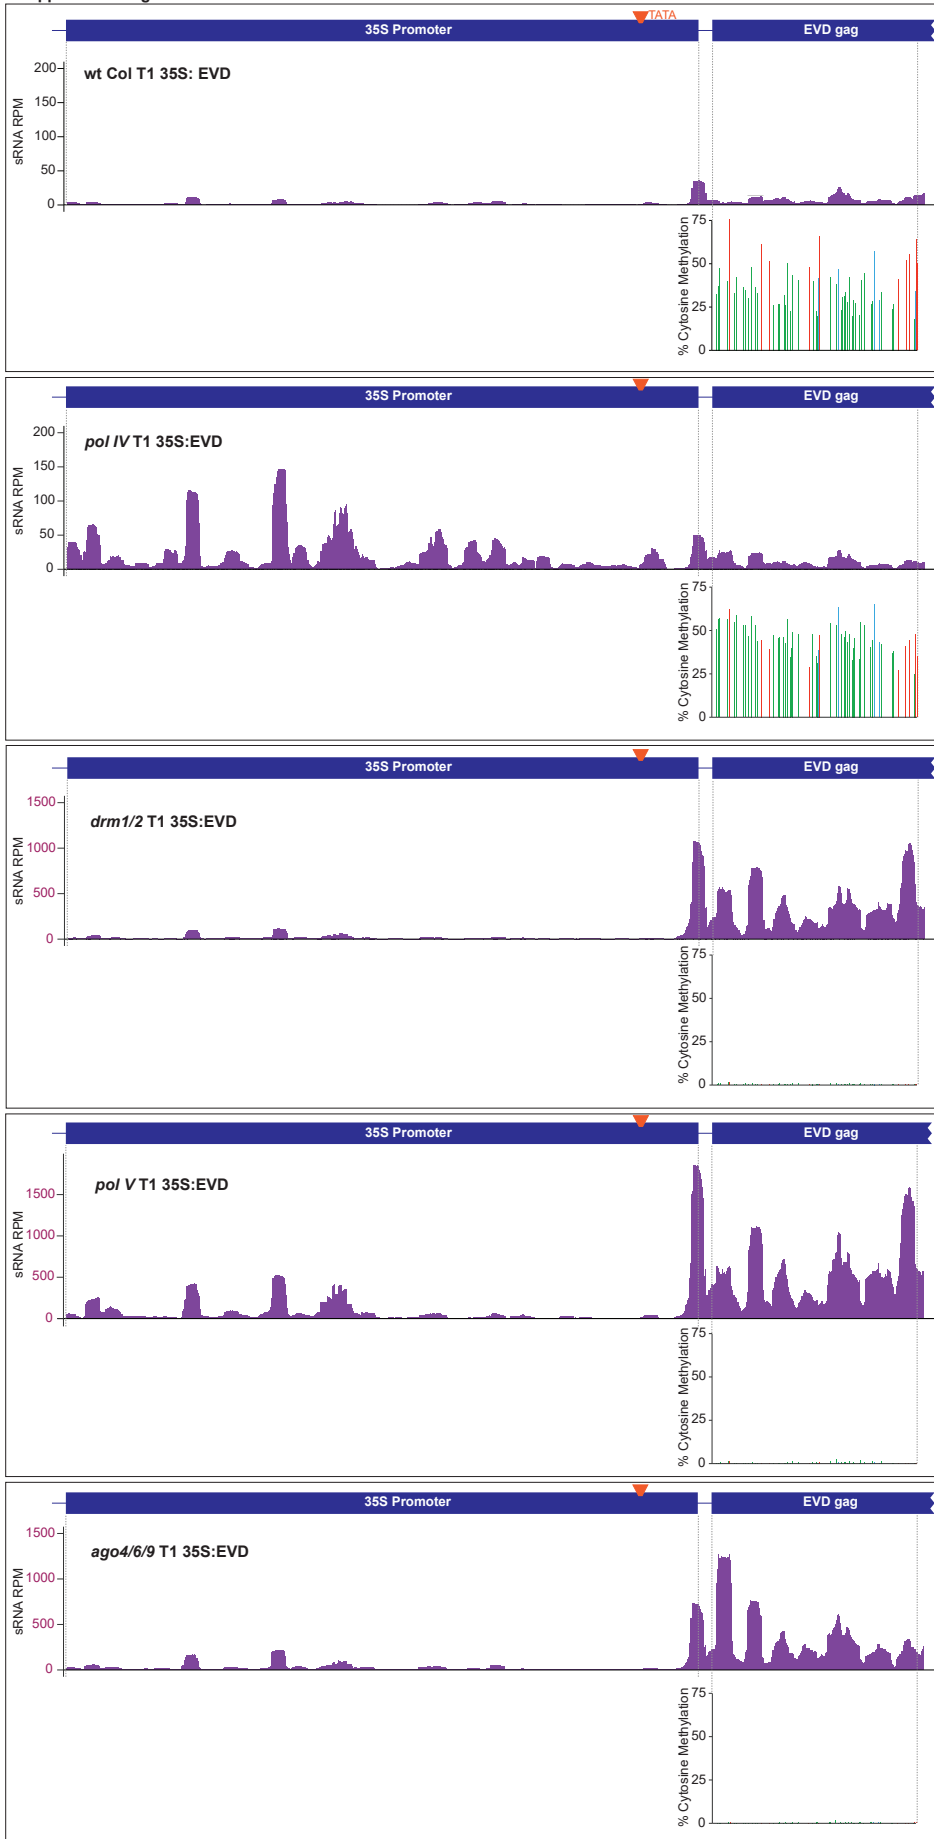 TATA
35S Promoter
EVD gag
wt Col T1 35S: EVD
sRNA RPM
200
150
100
50
0
% Cytosine Methylation
75
50
25
0
35S Promoter
EVD gag
pol IV T1 35S:EVD
sRNA RPM
200
150
100
50
0
% Cytosine Methylation
75
50
25
0
35S Promoter
EVD gag
drm1/2 T1 35S:EVD
sRNA RPM
1500
1000
500
0
% Cytosine Methylation
75
50
25
0
35S Promoter
EVD gag
pol V T1 35S:EVD
sRNA RPM
1500
1000
500
0
% Cytosine Methylation
75
50
25
0
35S Promoter
EVD gag
ago4/6/9 T1 35S:EVD
sRNA RPM
1500
1000
500
0
% Cytosine Methylation
75
50
25
0